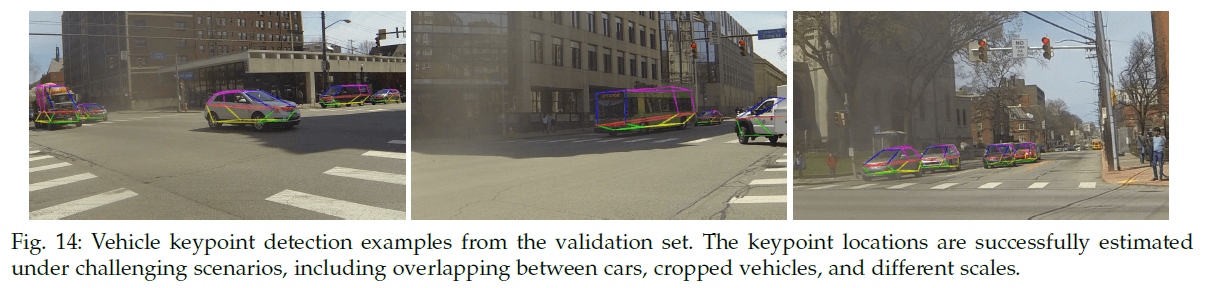 NO
Fig. 14: Vehicle keypoint detection examples from the validation set. The keypoint locations are successfully estimated
under challenging scenarios, including overlapping between cars, cropped vehicles, and different scales.